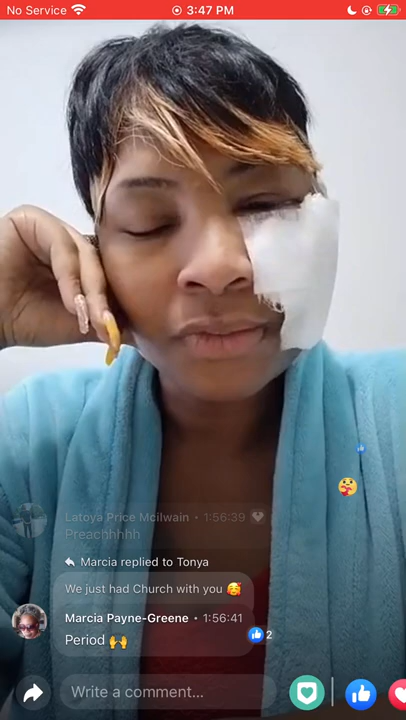 No Service 3:47 PM
Latoya Price Mcilwain • 1:56:39
Preachhhhh
Marcia replied to Tonya
We just had Church with you 🥰
Marcia Payne-Greene • 1:56:41
Period 🙌
2
Write a comment...